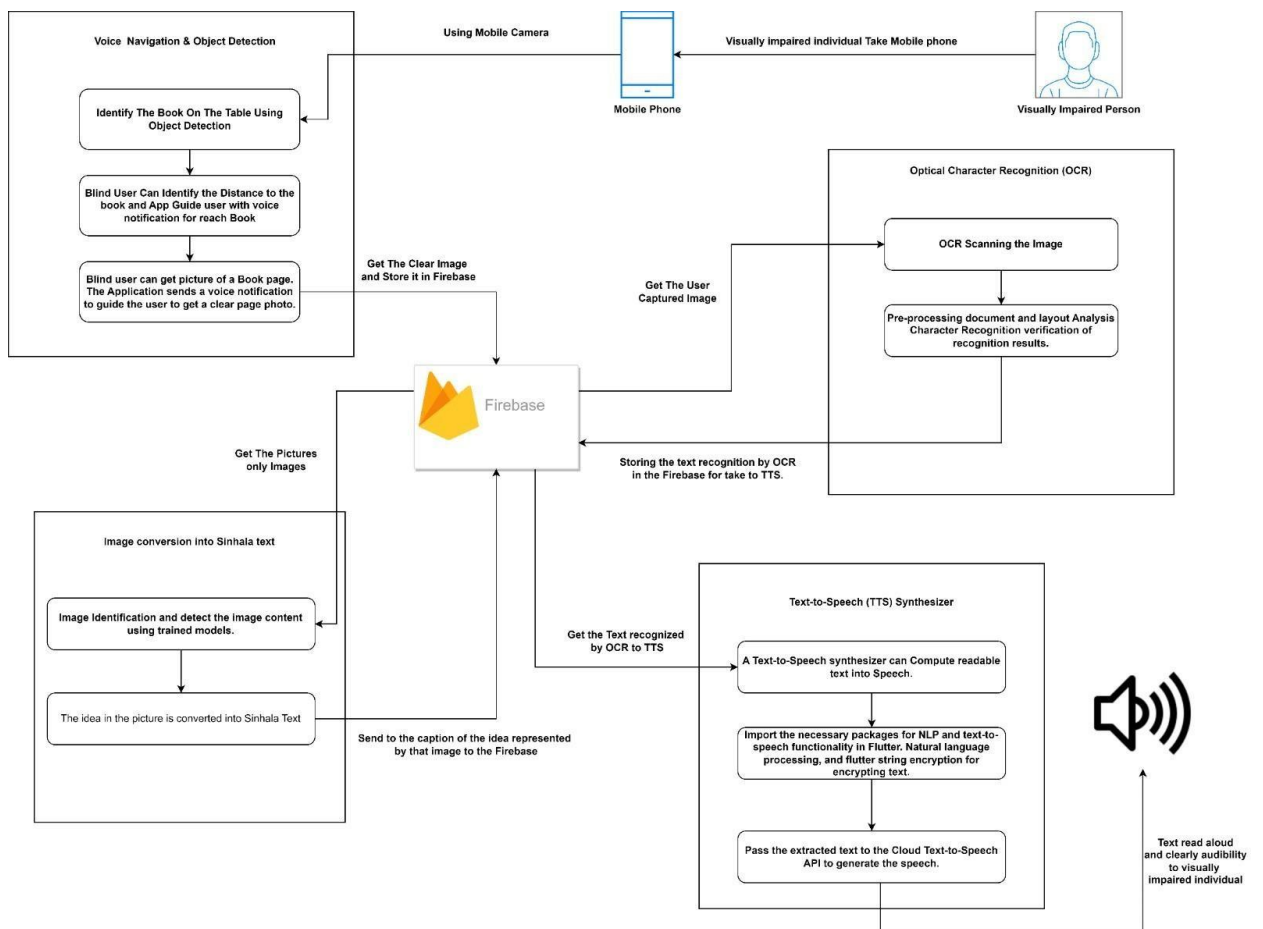 Voice  Navigation & Object Detection
Using Mobile Camera
Visually impaired individual Take Mobile phone
Mobile Phone
Visually Impaired Person
Identify The Book On The Table Using
Object Detection
Blind User Can Identify the Distance to the
book and App Guide user with voice
notification for reach Book
Blind user can get picture of a Book page.
The Application sends a voice notification
to guide the user to get a clear page photo.
Get The Clear Image
and Store it in Firebase
Get The User
Captured Image
Optical Character Recognition (OCR)
OCR Scanning the Image
Pre-processing document and layout Analysis
Character Recognition verification of
recognition results.
Firebase
Storing the text recognition by OCR
in the Firebase for take to TTS.
Get The Pictures
only Images
Image conversion into Sinhala text
Image Identification and detect the image content
using trained models.
The idea in the picture is converted into Sinhala Text
Send to the caption of the idea represented
by that image to the Firebase
Get the Text recognized
by OCR to TTS
Text-to-Speech (TTS) Synthesizer
A Text-to-Speech synthesizer can Compute readable
text into Speech.
Import the necessary packages for NLP and text-to-
speech functionality in Flutter. Natural language
processing, and flutter string encryption for
encrypting text.
Pass the extracted text to the Cloud Text-to-Speech
API to generate the speech.
Text read aloud
and clearly audibility
to visually
impaired individual